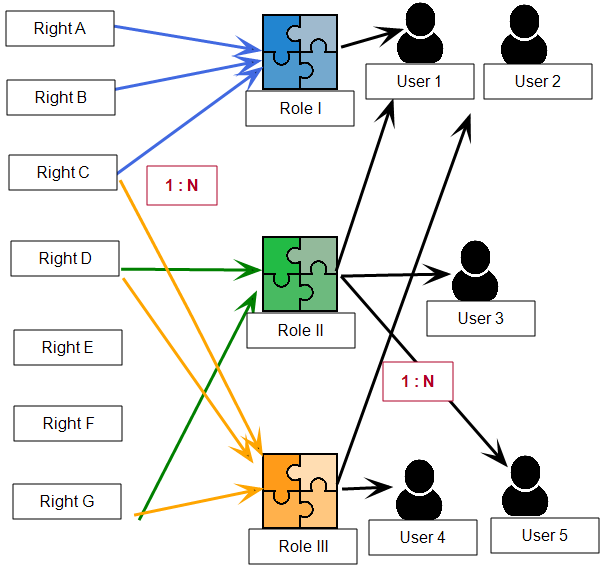 Right A
Role I
User 1
User 2
Right B
Right C
1 : N
Right D
Role II
User 3
Right E
1 : N
Right F
Right G
Role III
User 4
User 5